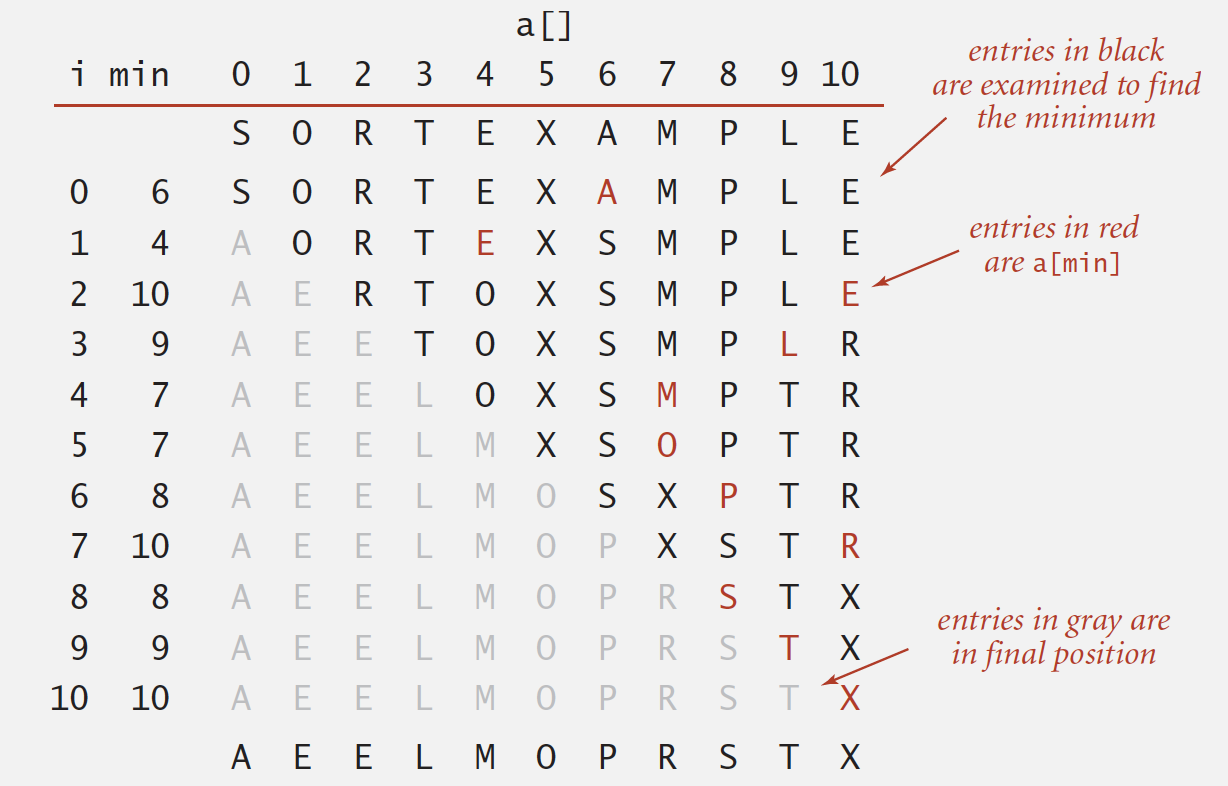 a[]
i min 0 1 2 3 4 5 6 7 8 9 10
S O R T E X A M P L E
0 6 S O R T E X A M P L E
1 4 A O R T E X S M P L E
2 10 A E R T O X S M P L E
3 9 A E E T O X S M P L R
4 7 A E E L O X S M P T R
5 7 A E E L M X S O P T R
6 8 A E E L M O S X P T R
7 10 A E E L M O P X S T R
8 8 A E E L M O P R S T X
9 9 A E E L M O P R S T X
10 10 A E E L M O P R S T X
A E E L M O P R S T X
entries in black
are examined to find
the minimum
entries in red
are a[min]
entries in gray are
in final position